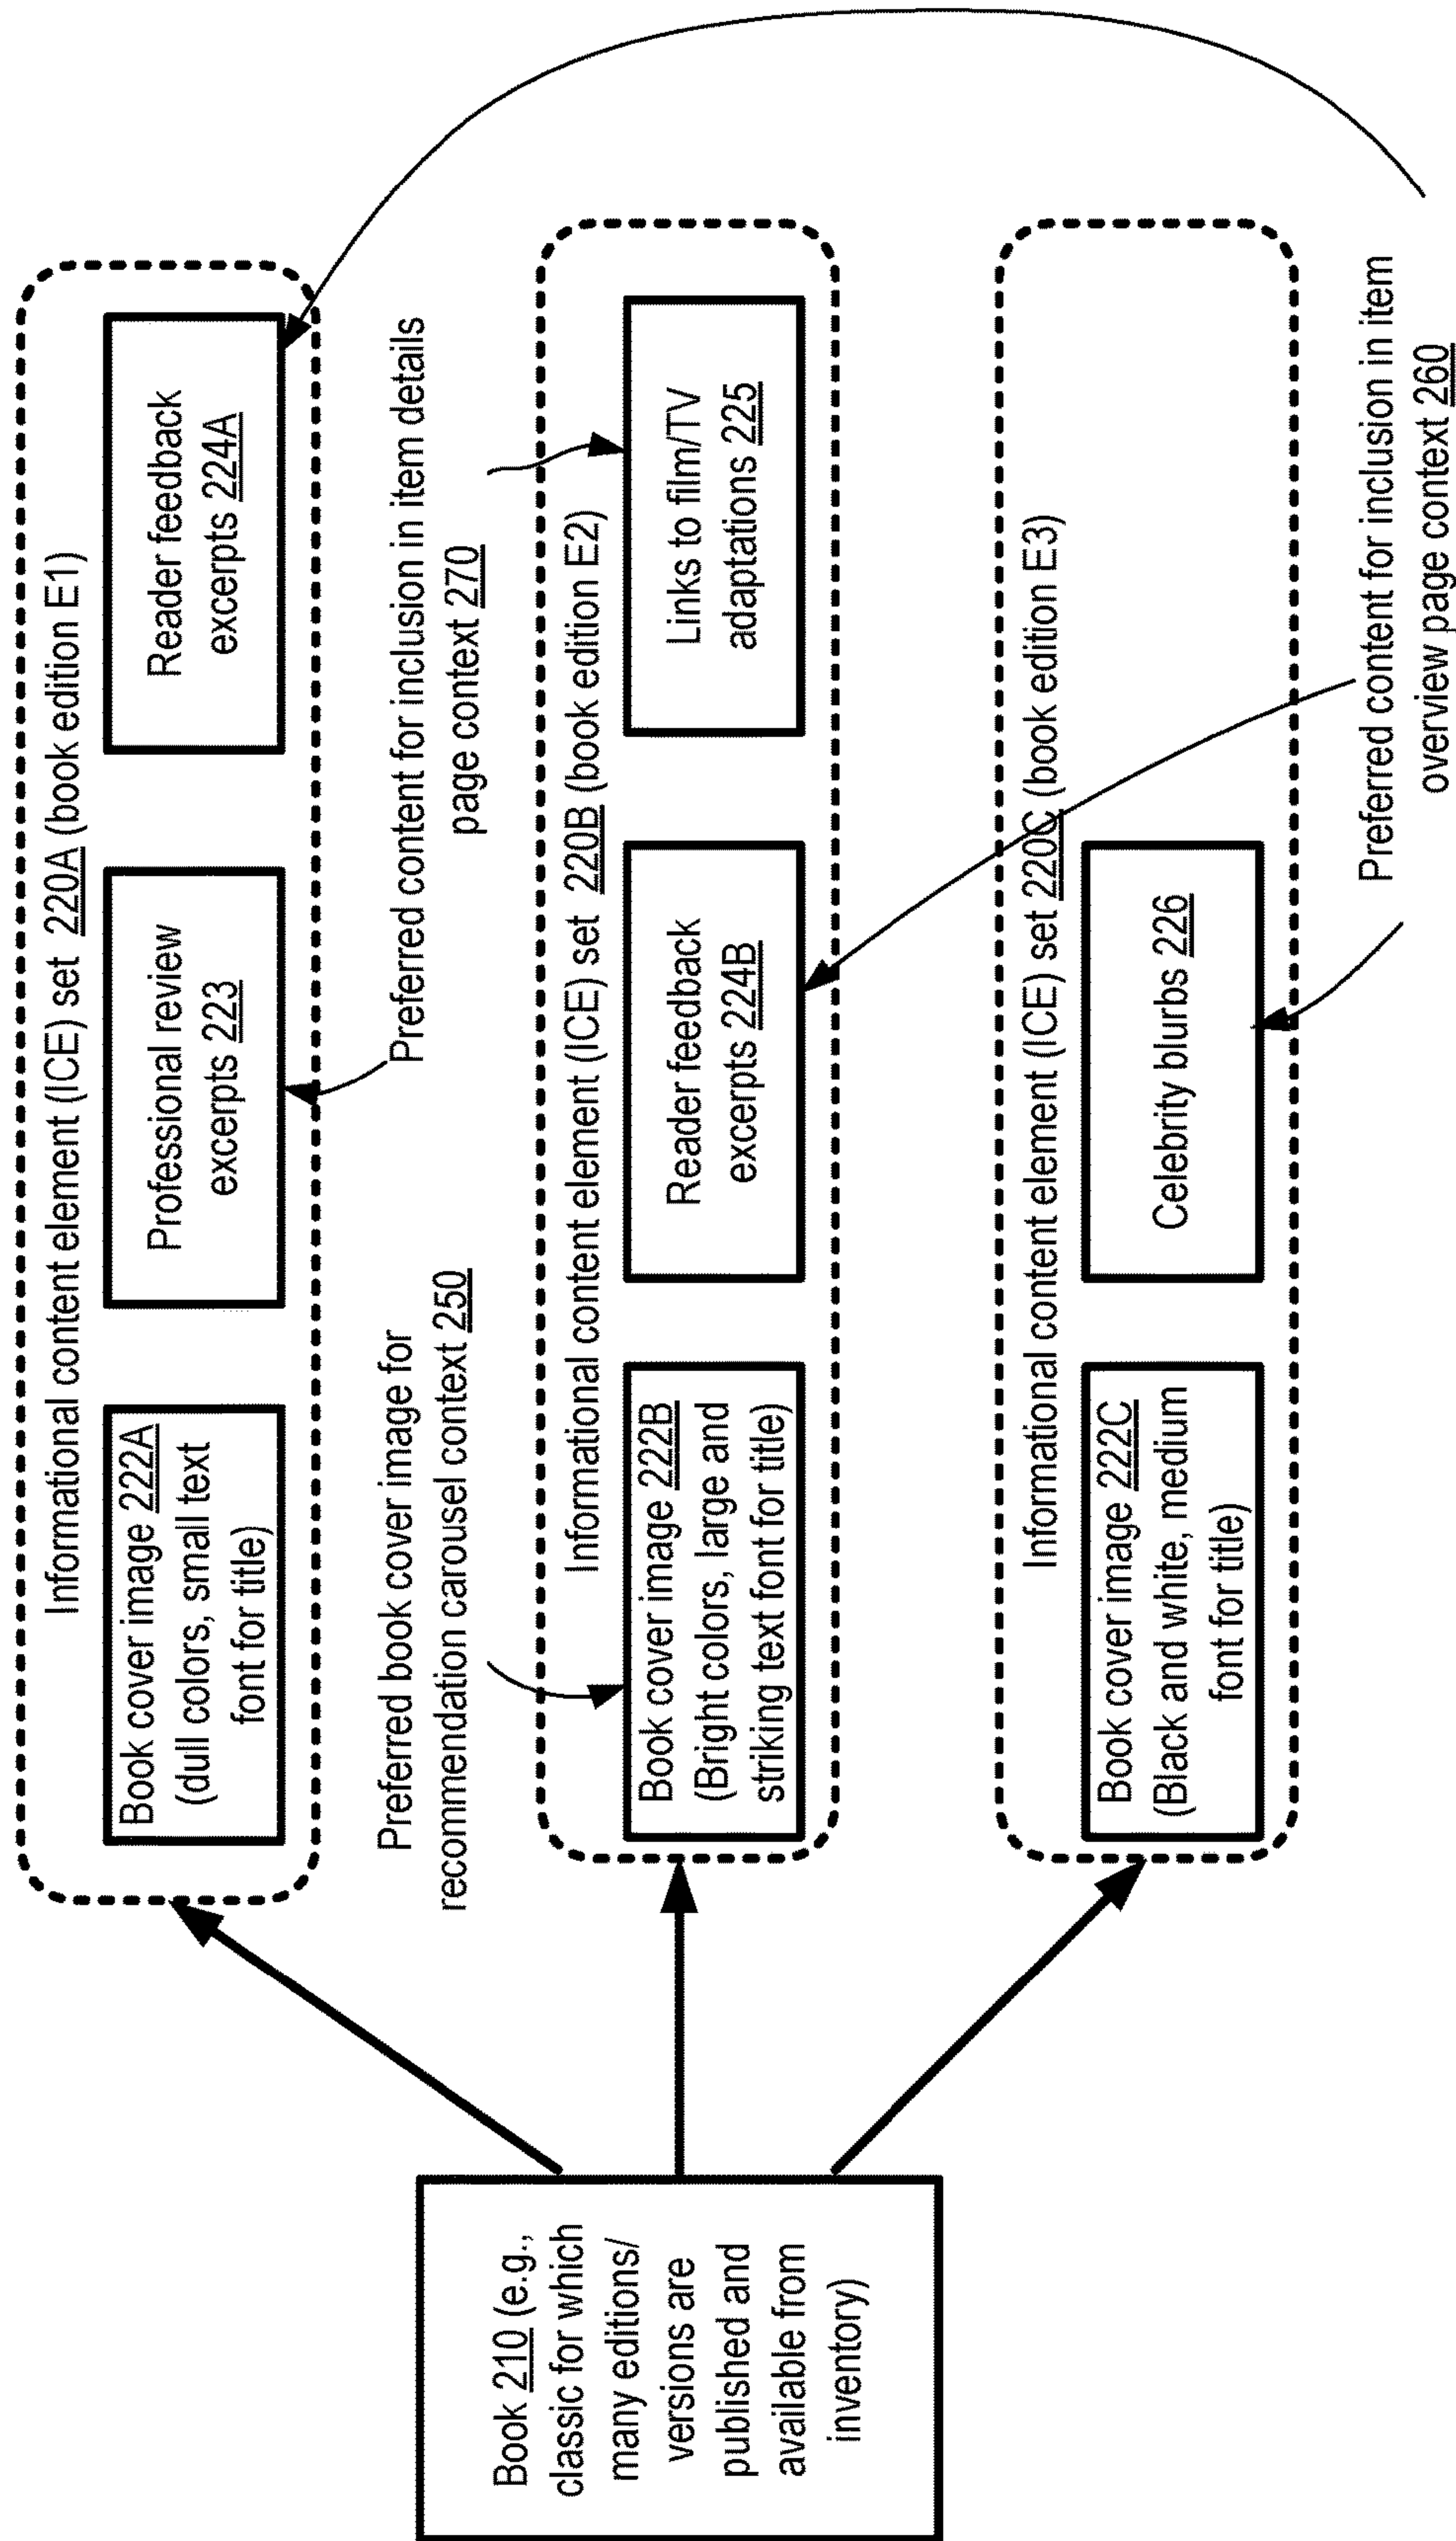 Book 210 (e.g.,
classic for which
many editions/
versions are
published and
available from
inventory)
Informational content element (ICE) set 220A (book edition E1)
Book cover image 222A
(dull colors, small text
font for title)
Professional review
excerpts 223
Reader feedback
excerpts 224A
Preferred book cover image for
recommendation carousel context 250
Preferred content for inclusion in item details
page context 270
Informational content element (ICE) set 220B (book edition E2)
Book cover image 222B
(Bright colors, large and
striking text font for title)
Reader feedback
excerpts 224B
Links to film/TV
adaptations 225
Informational content element (ICE) set 220C (book edition E3)
Book cover image 222C
(Black and white, medium
font for title)
Celebrity blurbs 226
Preferred content for inclusion in item
overview page context 260